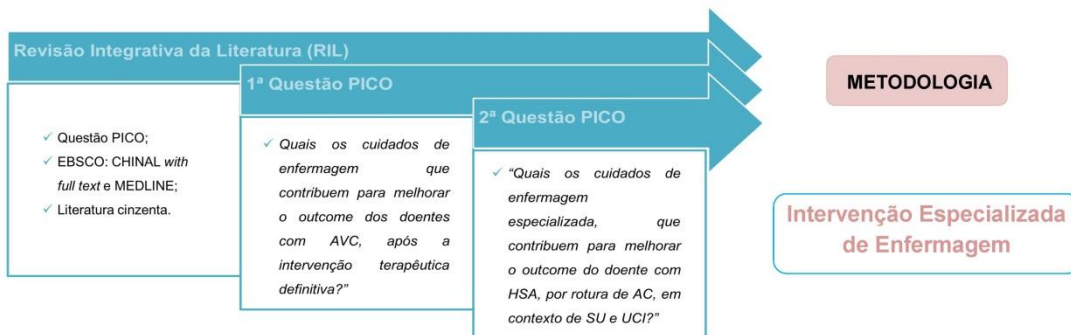 Revisão Integrativa da Literatura (RIL)
✓ Questão PICO;
✓ EBSCO: CHINAL with
full text e MEDLINE;
✓ Literatura cinzenta.
1ª Questão PICO
✓ Quais os cuidados de
enfermagem que
contribuem para melhorar
o outcome dos doentes
com AVC, após a
intervenção terapêutica
definitiva?"
2ª Questão PICO
✓ "Quais os cuidados de
enfermagem
especializada, que
contribuem para melhorar
o outcome do doente com
HSA, por rotura de AC, em
contexto de SU e UCI?"
METODOLOGIA
Intervenção Especializada
de Enfermagem